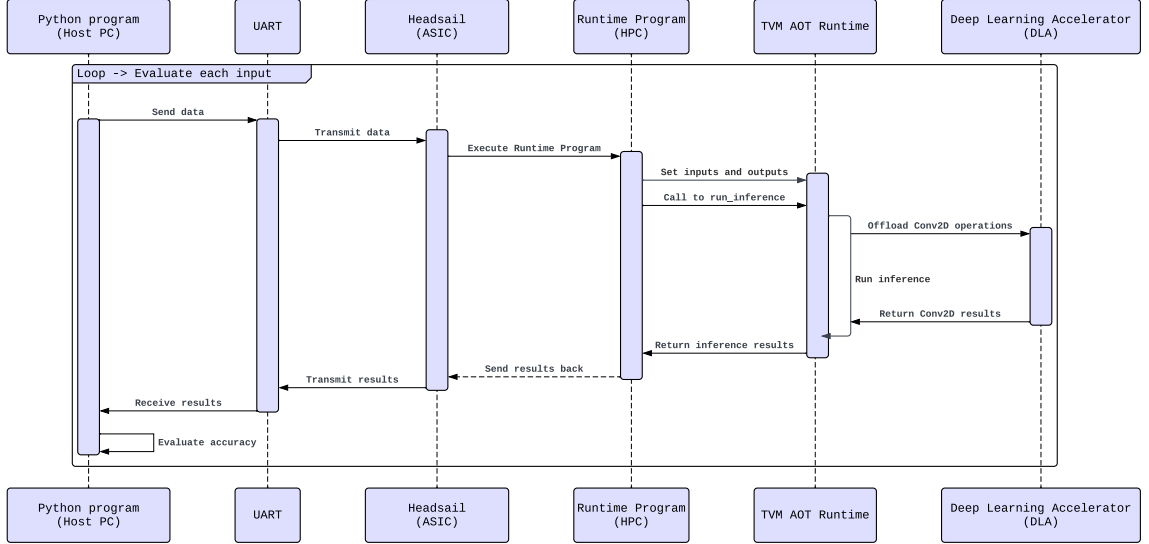 Python program
(Host PC)
UART
Headsail
(ASIC)
Runtime Program
(HPC)
TVM AOT Runtime
Deep Learning Accelerator
(DLA)
Loop -> Evaluate each input
Send data
Transmit data
Execute Runtime Program
Set inputs and outputs
Call to run_inference
Offload Conv2D operations
Run inference
Return Conv2D results
Return inference results
Send results back
Transmit results
Receive results
Evaluate accuracy
Python program
(Host PC)
UART
Headsail
(ASIC)
Runtime Program
(HPC)
TVM AOT Runtime
Deep Learning Accelerator
(DLA)